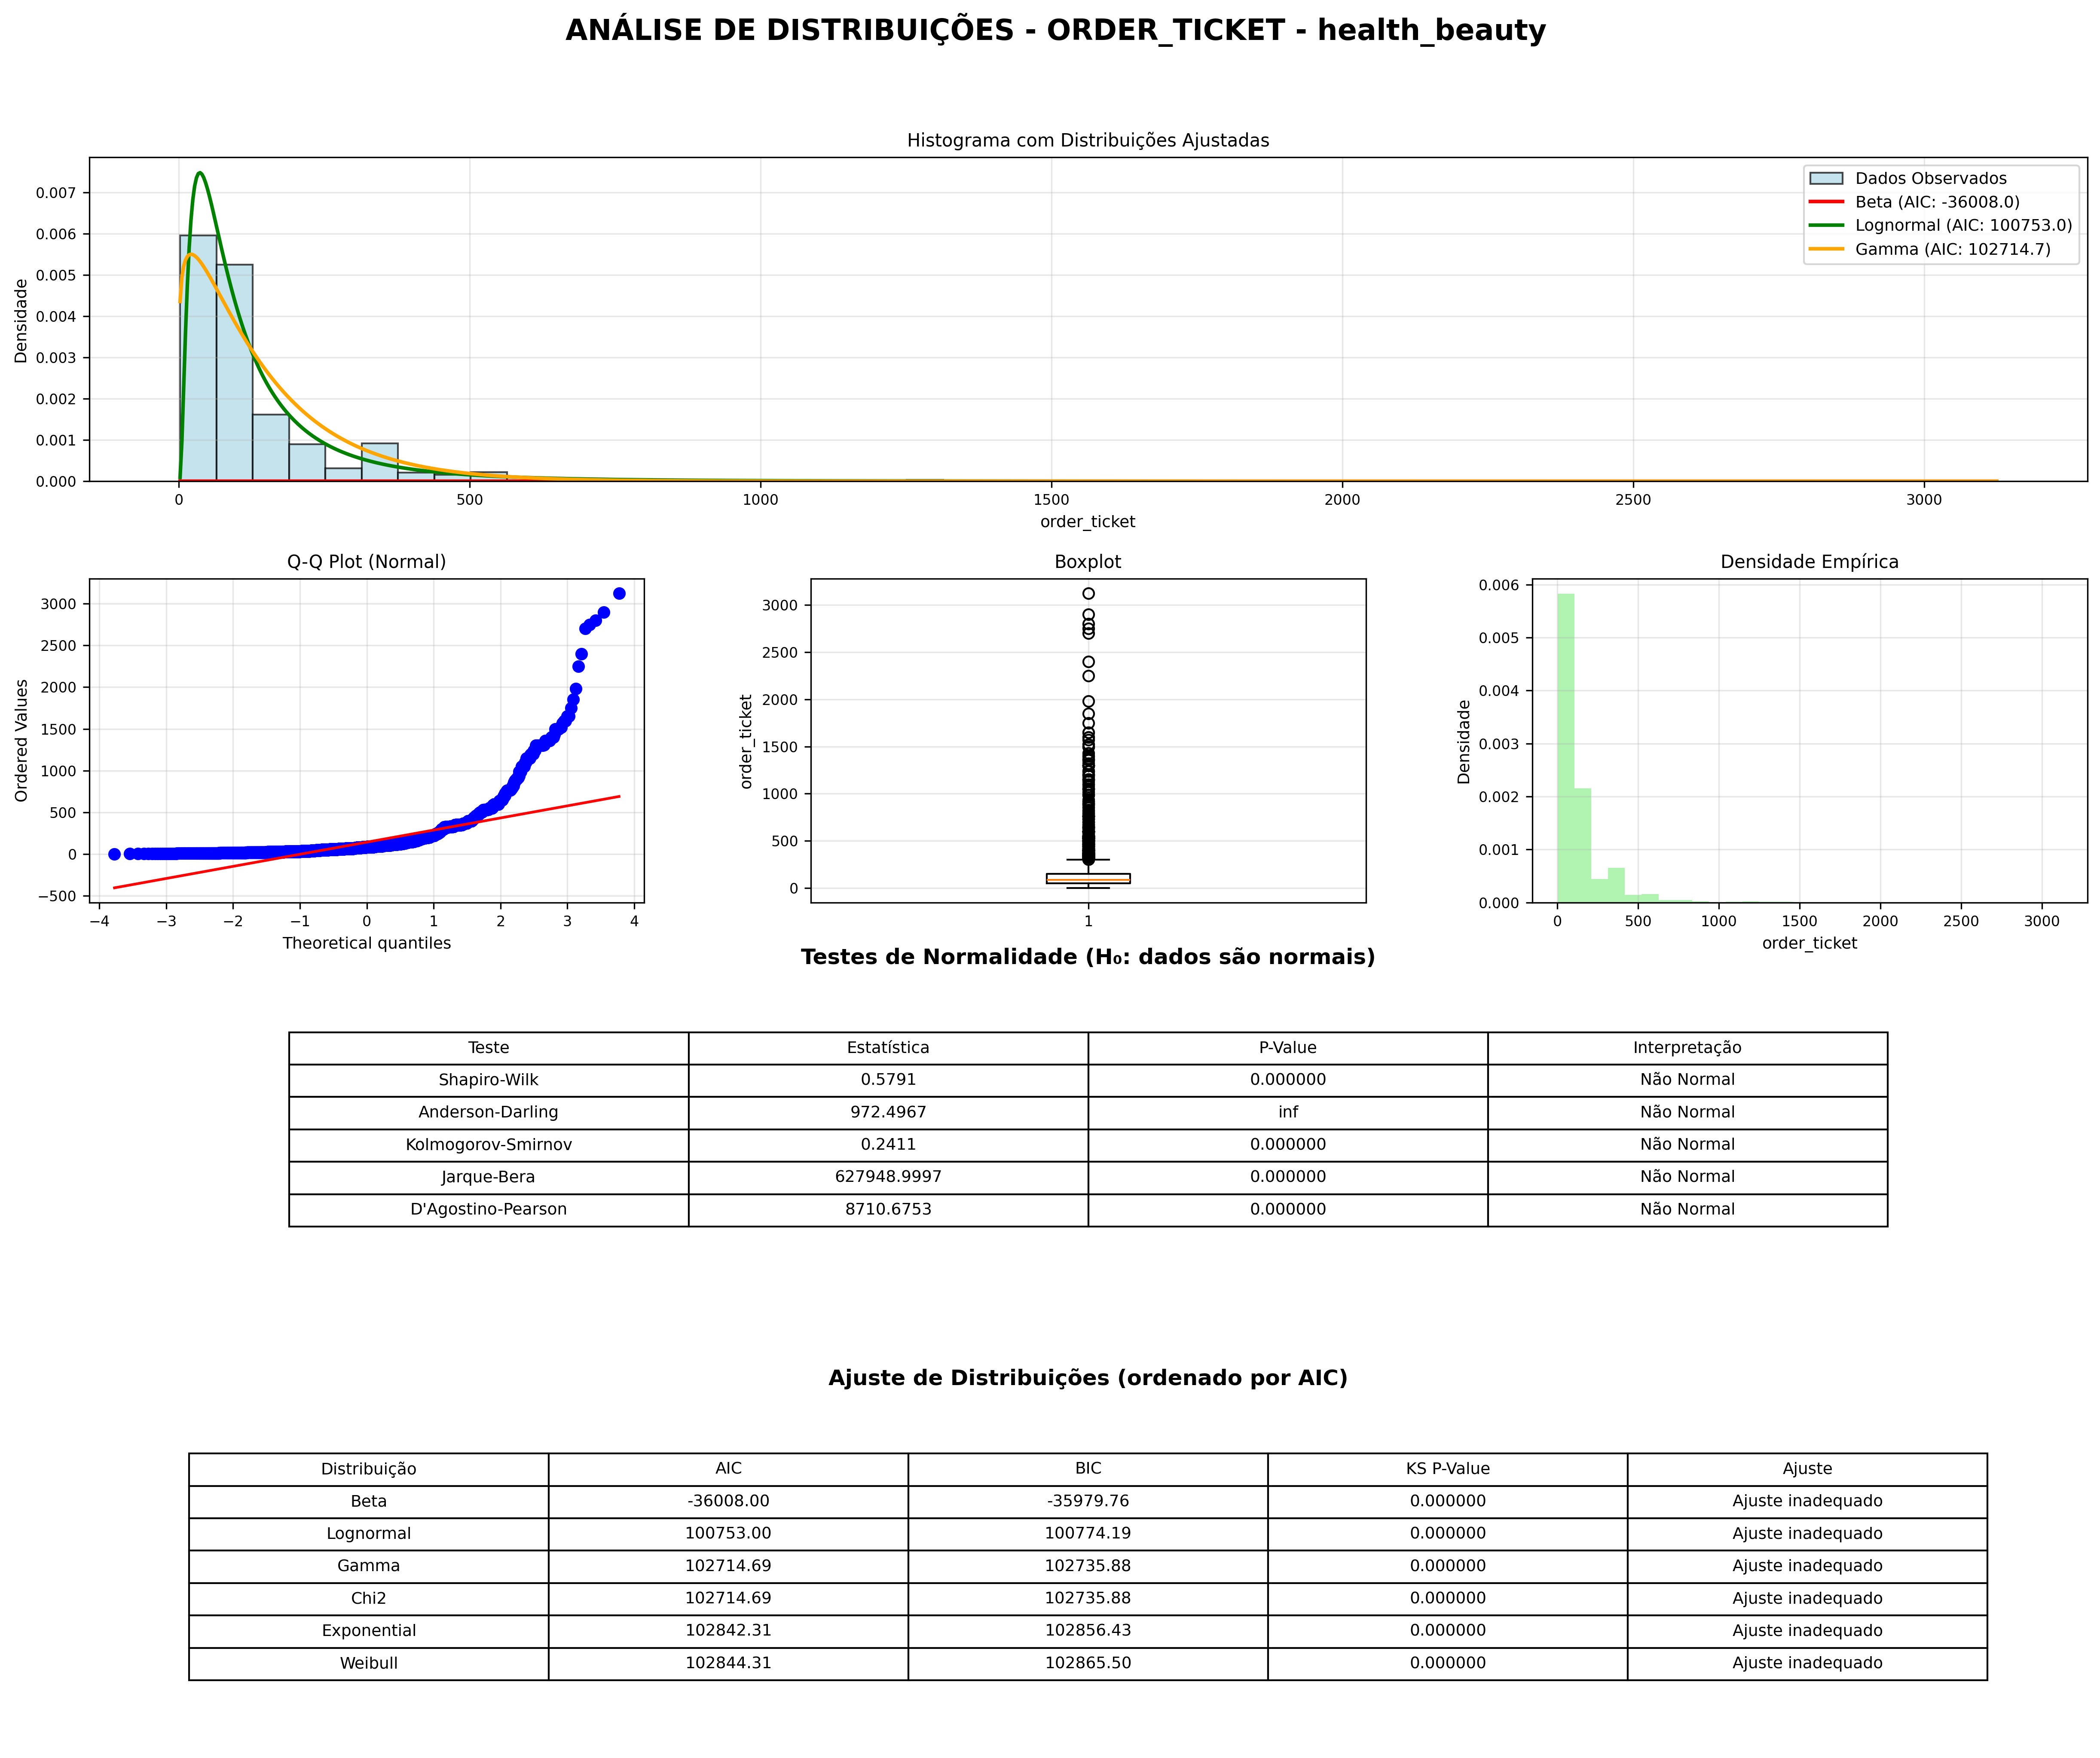 ANÁLISE DE DISTRIBUIÇÕES - ORDER_TICKET - health_beauty
Histograma com Distribuições Ajustadas
Densidade
0.007
0.006
0.005
0.004
0.003
0.002
0.001
0.000
Dados Observados
Beta (AIC: -36008.0)
Lognormal (AIC: 100753.0)
Gamma (AIC: 102714.7)
0 500 1000 1500 2000 2500 3000
order_ticket
Q-Q Plot (Normal)
Ordered Values
3000
2500
2000
1500
1000
500
0
−500
−4 −3 −2 −1 0 1 2 3 4
Theoretical quantiles
Boxplot
order_ticket
3000
2500
2000
1500
1000
500
0
1
Densidade Empírica
Densidade
0.006
0.005
0.004
0.003
0.002
0.001
0.000
0 500 1000 1500 2000 2500 3000
order_ticket
Testes de Normalidade (H₀: dados são normais)
Teste Estatística P-Value Interpretação
Shapiro-Wilk 0.5791 0.000000 Não Normal
Anderson-Darling 972.4967 inf Não Normal
Kolmogorov-Smirnov 0.2411 0.000000 Não Normal
Jarque-Bera 627948.9997 0.000000 Não Normal
D'Agostino-Pearson 8710.6753 0.000000 Não Normal
Ajuste de Distribuições (ordenado por AIC)
Distribuição AIC BIC KS P-Value Ajuste
Beta -36008.00 -35979.76 0.000000 Ajuste inadequado
Lognormal 100753.00 100774.19 0.000000 Ajuste inadequado
Gamma 102714.69 102735.88 0.000000 Ajuste inadequado
Chi2 102714.69 102735.88 0.000000 Ajuste inadequado
Exponential 102842.31 102856.43 0.000000 Ajuste inadequado
Weibull 102844.31 102865.50 0.000000 Ajuste inadequado